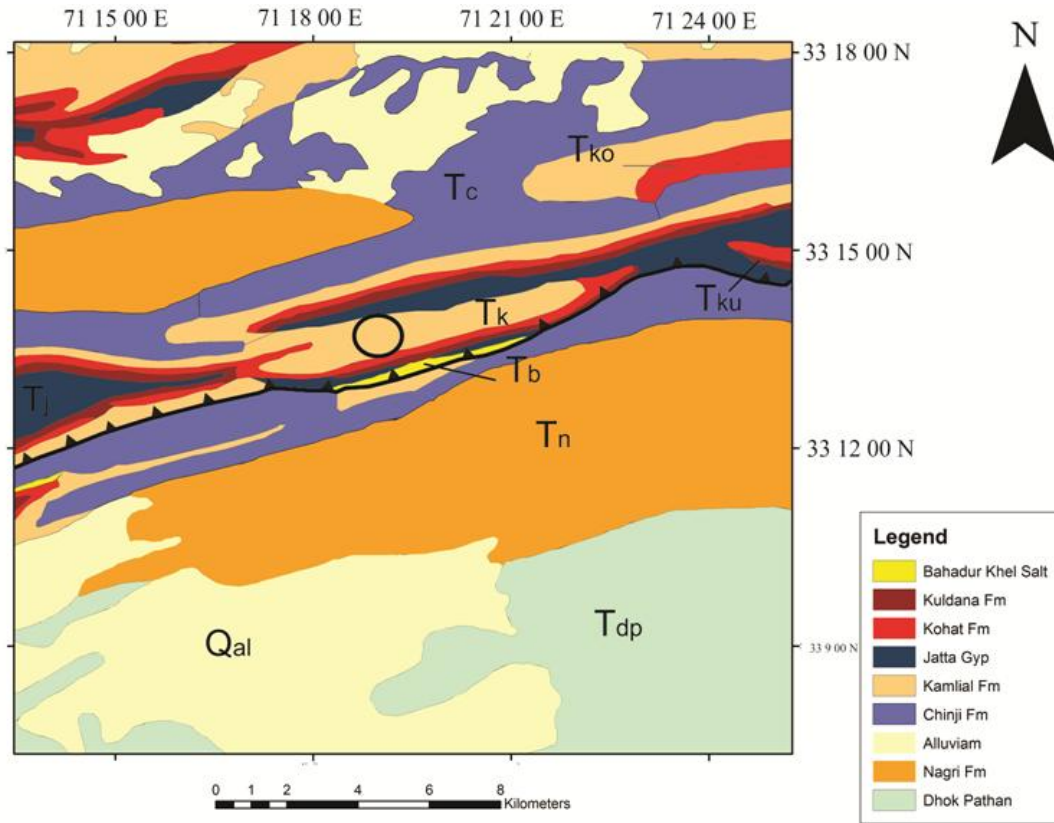 71 15 00 E
71 18 00 E
71 21 00 E
71 24 00 E
33 18 00 N
N
Tko
Tc
33 15 00 N
Tku
Tk
Tb
Tj
Tn
33 12 00 N
Legend
Bahadur Khel Salt
Kuldana Fm
Kohat Fm
Jatta Gyp
Kamlial Fm
Chinji Fm
Alluviam
Nagri Fm
Dhok Pathan
Tdp
Qal
33 9 00 N
0 1 2 4 6 8
Kilometers